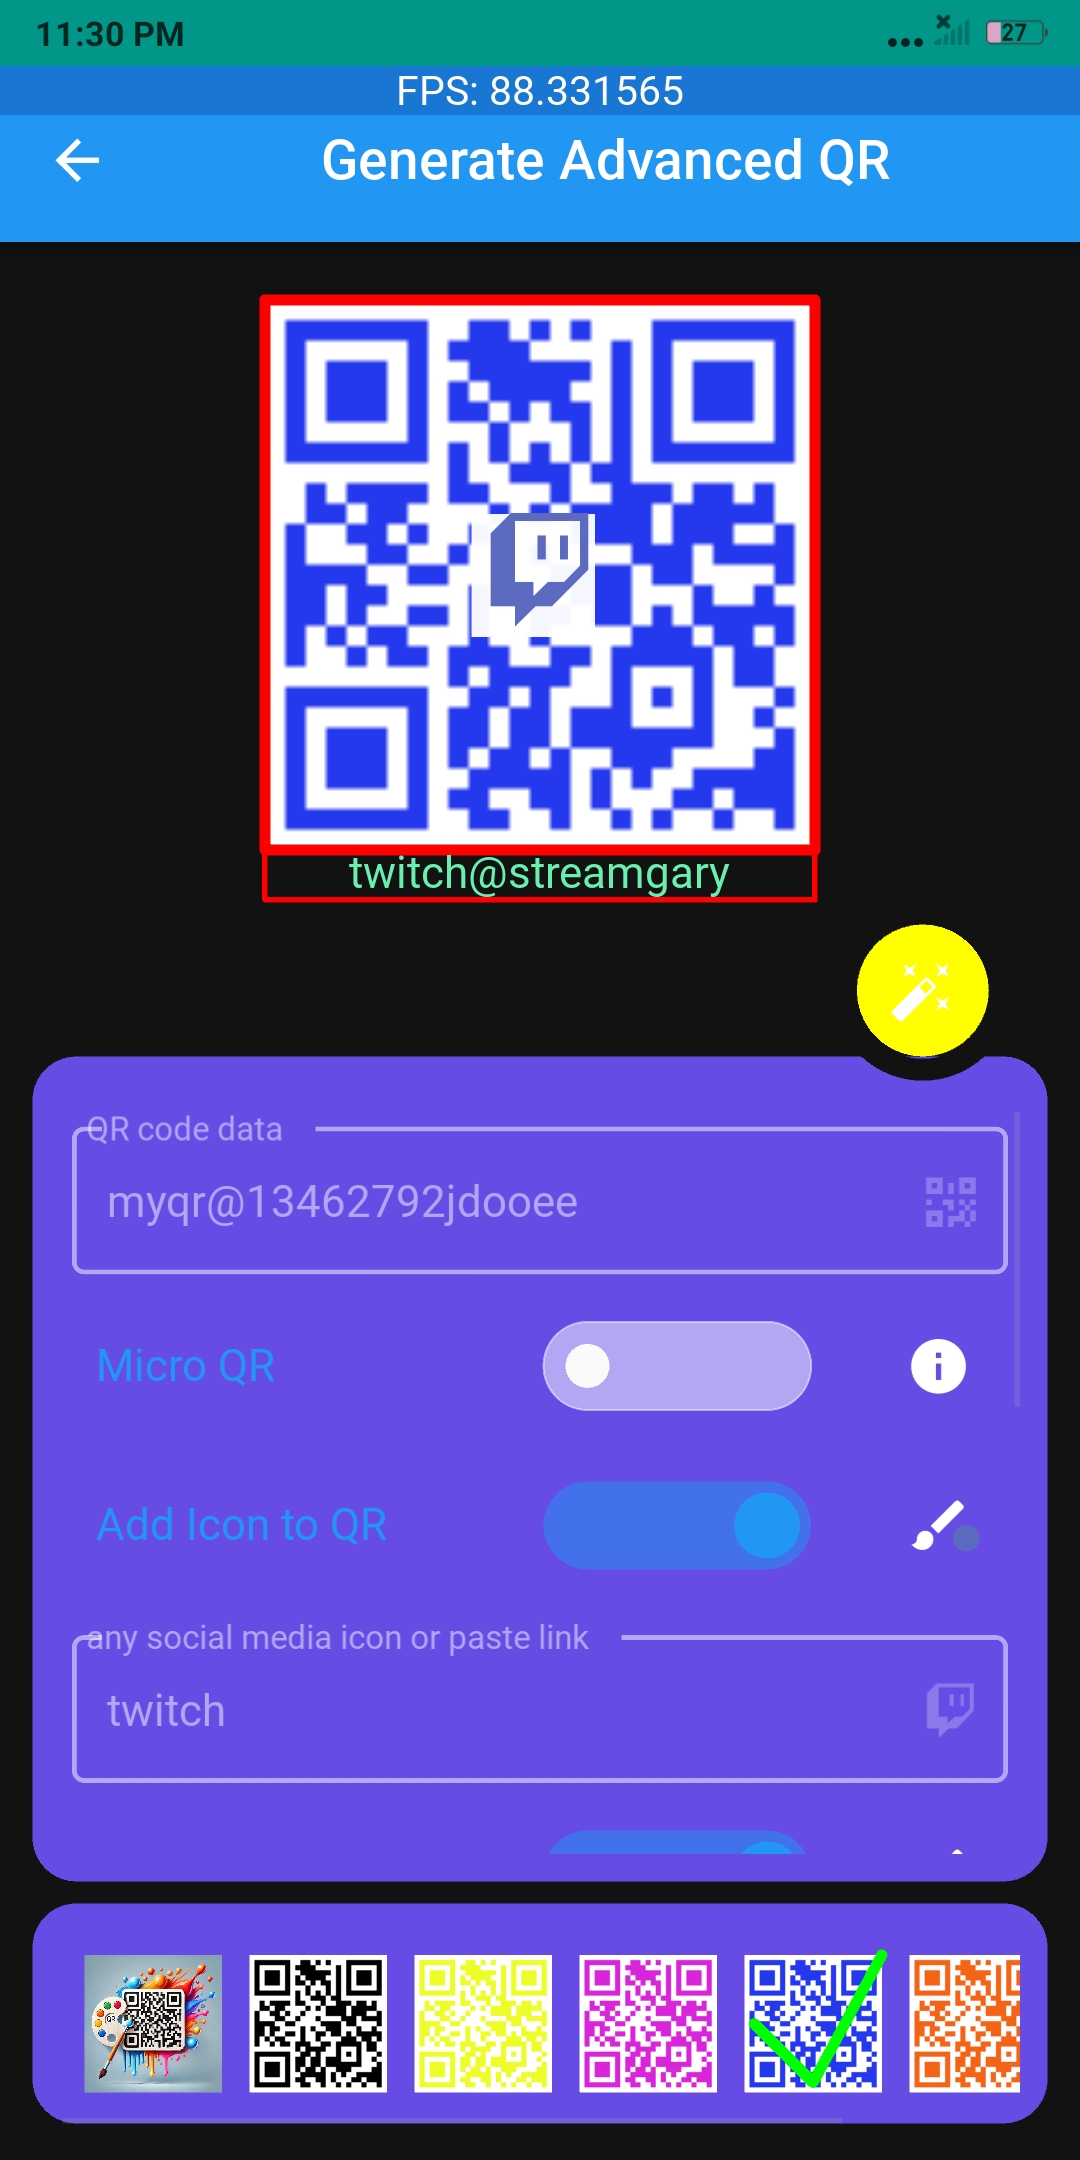 11:30 PM
27
FPS: 88.331565
Generate Advanced QR
twitch@streamgary
QR code data
myqr@13462792jdooee
Micro QR
Add Icon to QR
any social media icon or paste link
twitch